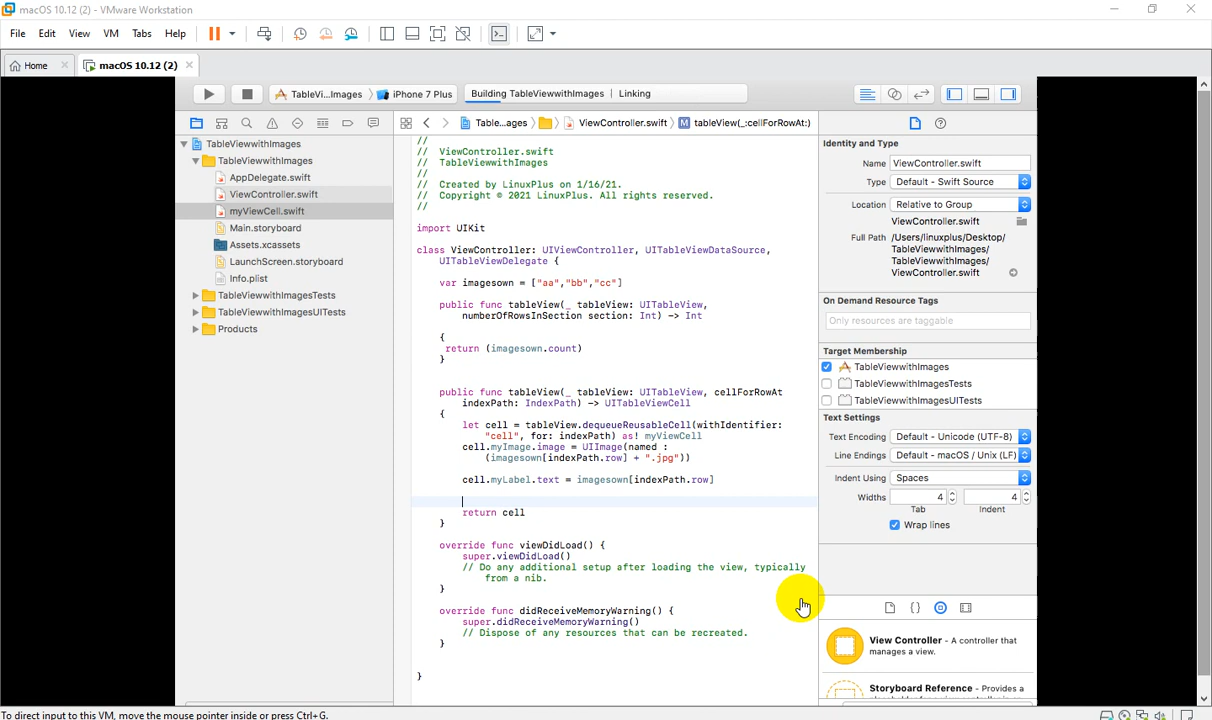 macOS 10.12 (2) - VMware Workstation
File Edit View VM Tabs Help
Home macOS 10.12 (2)
TableVi...Images iPhone 7 Plus Building TableViewwithImages | Linking
Table...ages ViewController.swift M tableView(_:cellForRowAt:)
TableViewwithImages
TableViewwithImages
AppDelegate.swift
ViewController.swift
myViewCell.swift
Main.storyboard
Assets.xcassets
LaunchScreen.storyboard
Info.plist
TableViewwithImagesTests
TableViewwithImagesUITests
Products
//
// ViewController.swift
// TableViewwithImages
//
// Created by LinuxPlus on 1/16/21.
// Copyright © 2021 LinuxPlus. All rights reserved.
//
import UIKit
class ViewController: UIViewController, UITableViewDataSource,
UITableViewDelegate {
var imagesown = ["aa","bb","cc"]
public func tableView(_ tableView: UITableView,
numberOfRowsInSection section: Int) -> Int
{
return (imagesown.count)
}
public func tableView(_ tableView: UITableView, cellForRowAt
indexPath: IndexPath) -> UITableViewCell
{
let cell = tableView.dequeueReusableCell(withIdentifier:
"cell", for: indexPath) as! myViewCell
cell.myImage.image = UIImage(named :
(imagesown[indexPath.row] + ".jpg"))
cell.myLabel.text = imagesown[indexPath.row]
return cell
}
override func viewDidLoad() {
super.viewDidLoad()
// Do any additional setup after loading the view, typically
from a nib.
}
override func didReceiveMemoryWarning() {
super.didReceiveMemoryWarning()
// Dispose of any resources that can be recreated.
}
}
Identity and Type
Name ViewController.swift
Type Default - Swift Source
Location Relative to Group
ViewController.swift
Full Path /Users/linuxplus/Desktop/
TableViewwithImages/
TableViewwithImages/
ViewController.swift
On Demand Resource Tags
Only resources are taggable
Target Membership
TableViewwithImages
TableViewwithImagesTests
TableViewwithImagesUITests
Text Settings
Text Encoding Default - Unicode (UTF-8)
Line Endings Default - macOS / Unix (LF)
Indent Using Spaces
Widths 4 4
Tab Indent
Wrap lines
View Controller - A controller that
manages a view.
Storyboard Reference - Provides a
To direct input to this VM, move the mouse pointer inside or press Ctrl+G.